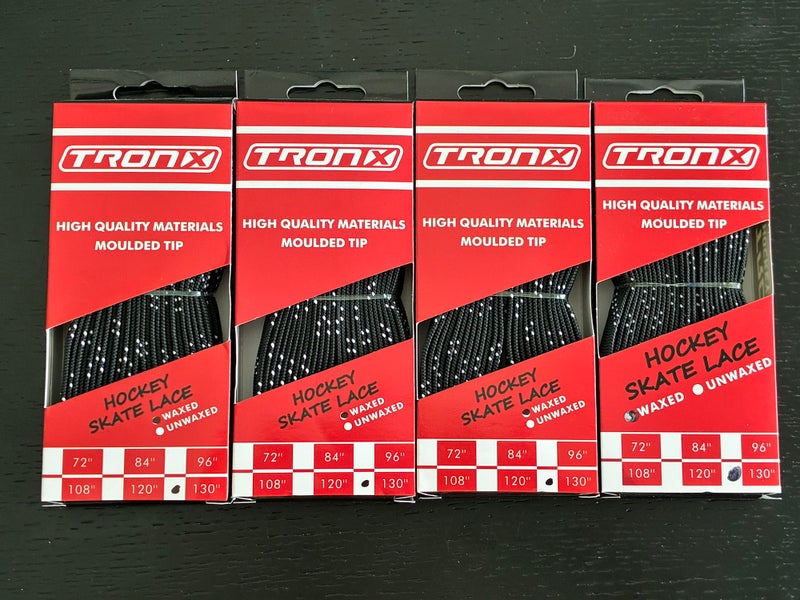 TRONX
HIGH QUALITY MATERIALS
MOULDED TIP
HOCKEY
SKATE LACE
WAXED
UNWAXED
72" 84" 96"
108" 120" 130"
TRONX
HIGH QUALITY MATERIALS
MOULDED TIP
HOCKEY
SKATE LACE
WAXED
UNWAXED
72" 84" 96"
108" 120" 130"
TRONX
HIGH QUALITY MATERIALS
MOULDED TIP
HOCKEY
SKATE LACE
WAXED
UNWAXED
72" 84" 96"
108" 120" 130"
TRONX
HIGH QUALITY MATERIALS
MOULDED TIP
HOCKEY
SKATE LACE
WAXED UNWAXED
72" 84" 96"
108" 120" 130"